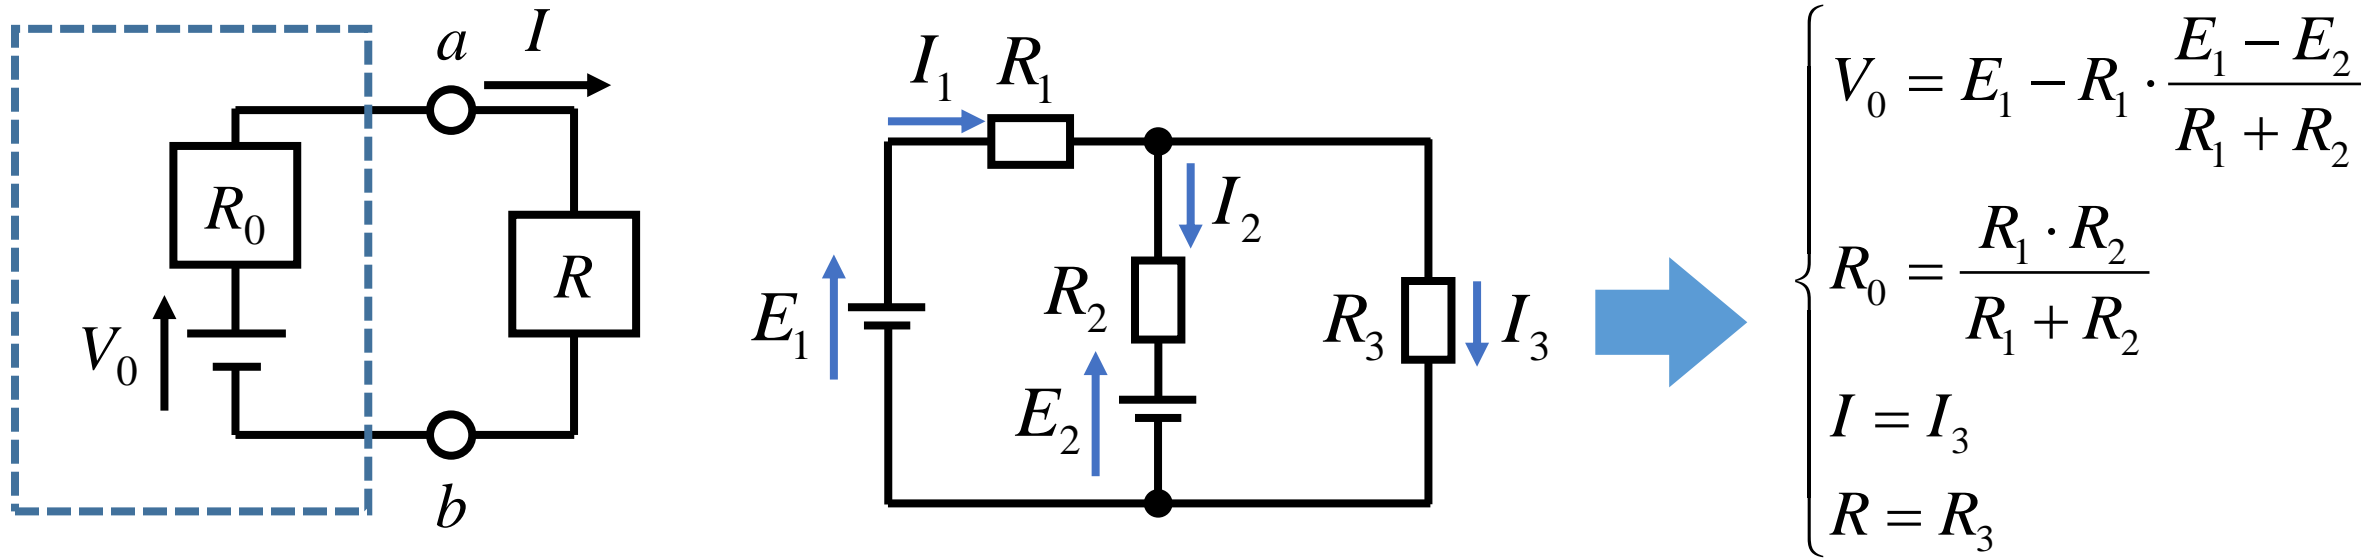 a
I
R₀
R
V₀
b
I₁
R₁
I₂
E₁
R₂
R₃
I₃
E₂
V₀ = E₁ − R₁ · (E₁ − E₂) / (R₁ + R₂)
R₀ = (R₁ · R₂) / (R₁ + R₂)
I = I₃
R = R₃